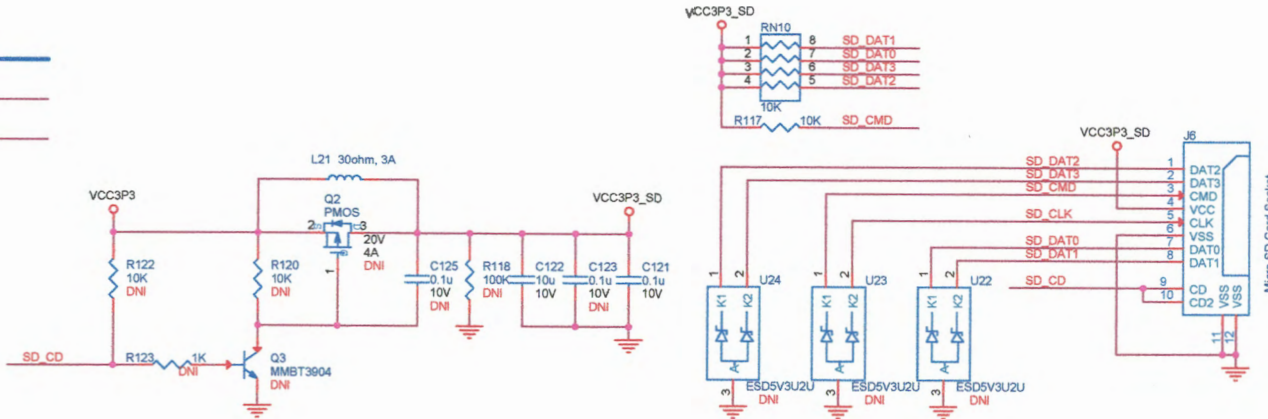 VCC3P3_SD
RN10
1 8 SD_DAT1
2 7 SD_DAT0
3 6 SD_DAT3
4 5 SD_DAT2
10K
R117 10K SD_CMD
L21 30ohm, 3A
VCC3P3
Q2
PMOS
2 3
20V
4A
DNI
1
VCC3P3_SD
R122
10K
DNI
R120
10K
DNI
C125
0.1u
10V
DNI
R118
100K
DNI
C122
10u
10V
C123
0.1u
10V
DNI
C121
0.1u
10V
SD_CD
R123 1K
DNI
Q3
MMBT3904
DNI
VCC3P3_SD
J6
SD_DAT2 1 DAT2
SD_DAT3 2 DAT3
SD_CMD 3 CMD
4 VCC
SD_CLK 5 CLK
6 VSS
SD_DAT0 7 DAT0
SD_DAT1 8 DAT1
SD_CD 9 CD
10 CD2
VSS
VSS
11
12
Micro SD Card Socket
1 2 U24
K1 K2
A
3
ESD5V3U2U
DNI
1 2 U23
K1 K2
A
3
ESD5V3U2U
DNI
1 2 U22
K1 K2
A
3
ESD5V3U2U
DNI